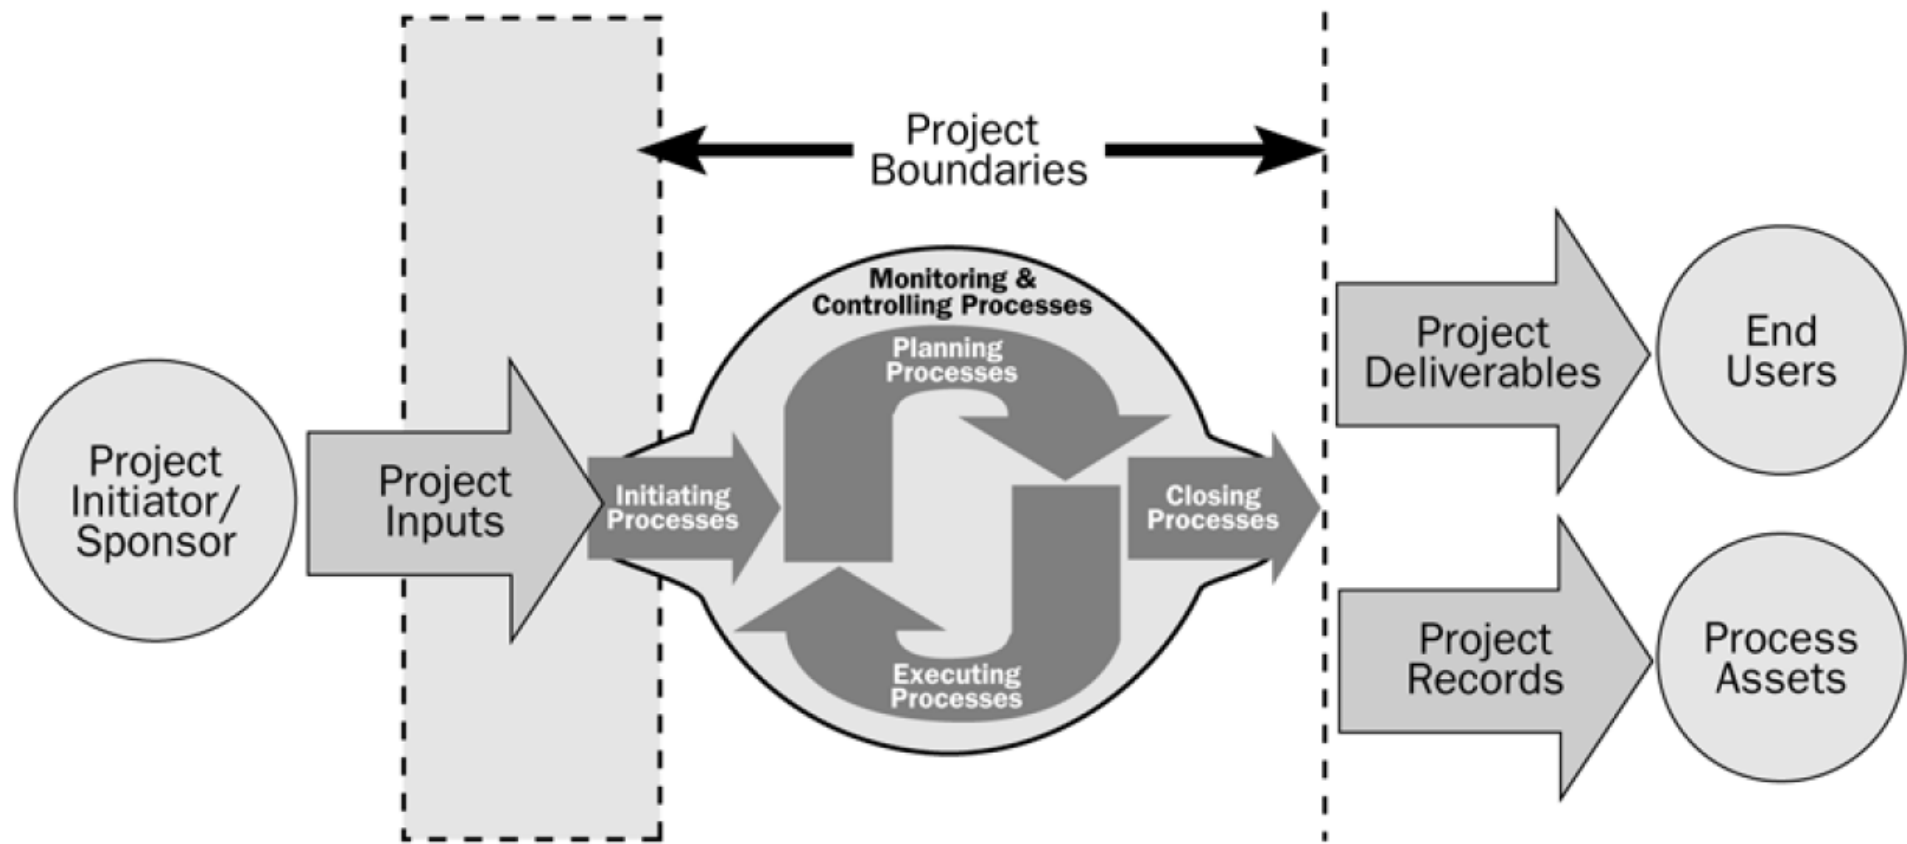 Project
Boundaries
Monitoring &
Controlling Processes
Planning
Processes
Project
Initiator/
Sponsor
Project
Inputs
Initiating
Processes
Closing
Processes
Executing
Processes
Project
Deliverables
End
Users
Project
Records
Process
Assets